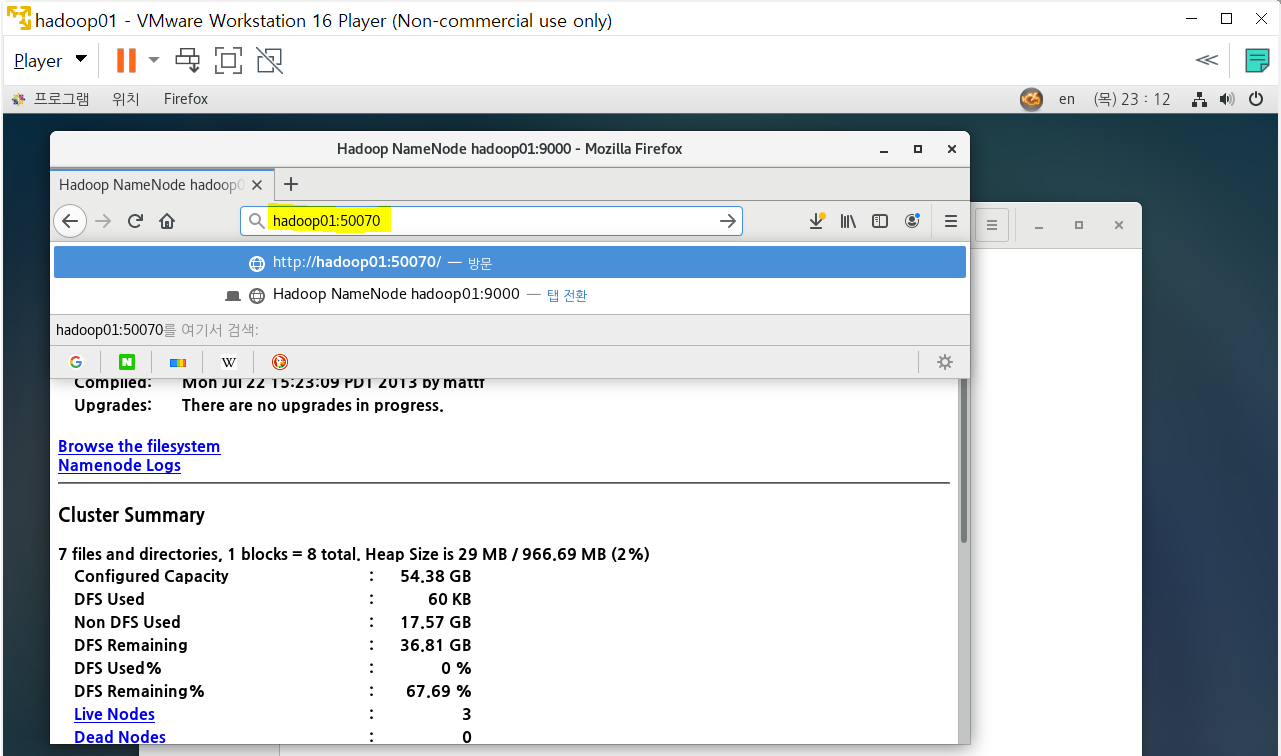 hadoop01 - VMware Workstation 16 Player (Non-commercial use only)
Player
프로그램 위치 Firefox en (목) 23 : 12
Hadoop NameNode hadoop01:9000 - Mozilla Firefox
Hadoop NameNode hadoop0
hadoop01:50070
http://hadoop01:50070/ — 방문
Hadoop NameNode hadoop01:9000 — 탭 전환
hadoop01:50070를 여기서 검색:
G N W
Compiled: Mon Jul 22 15:23:09 PDT 2013 by mattf
Upgrades: There are no upgrades in progress.
Browse the filesystem
Namenode Logs
Cluster Summary
7 files and directories, 1 blocks = 8 total. Heap Size is 29 MB / 966.69 MB (2%)
Configured Capacity : 54.38 GB
DFS Used : 60 KB
Non DFS Used : 17.57 GB
DFS Remaining : 36.81 GB
DFS Used% : 0 %
DFS Remaining% : 67.69 %
Live Nodes : 3
Dead Nodes : 0